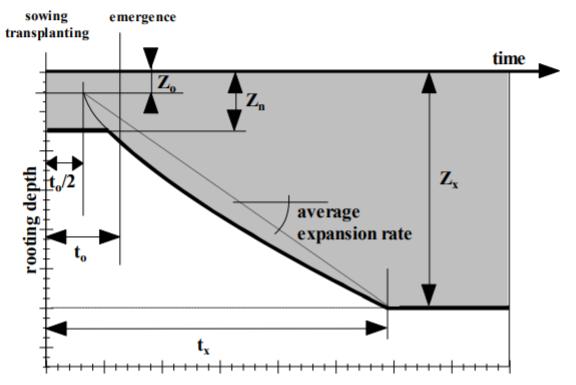 sowing
transplanting
emergence
time
Zo
Zn
to/2
Zx
rooting depth
average
expansion rate
to
tx